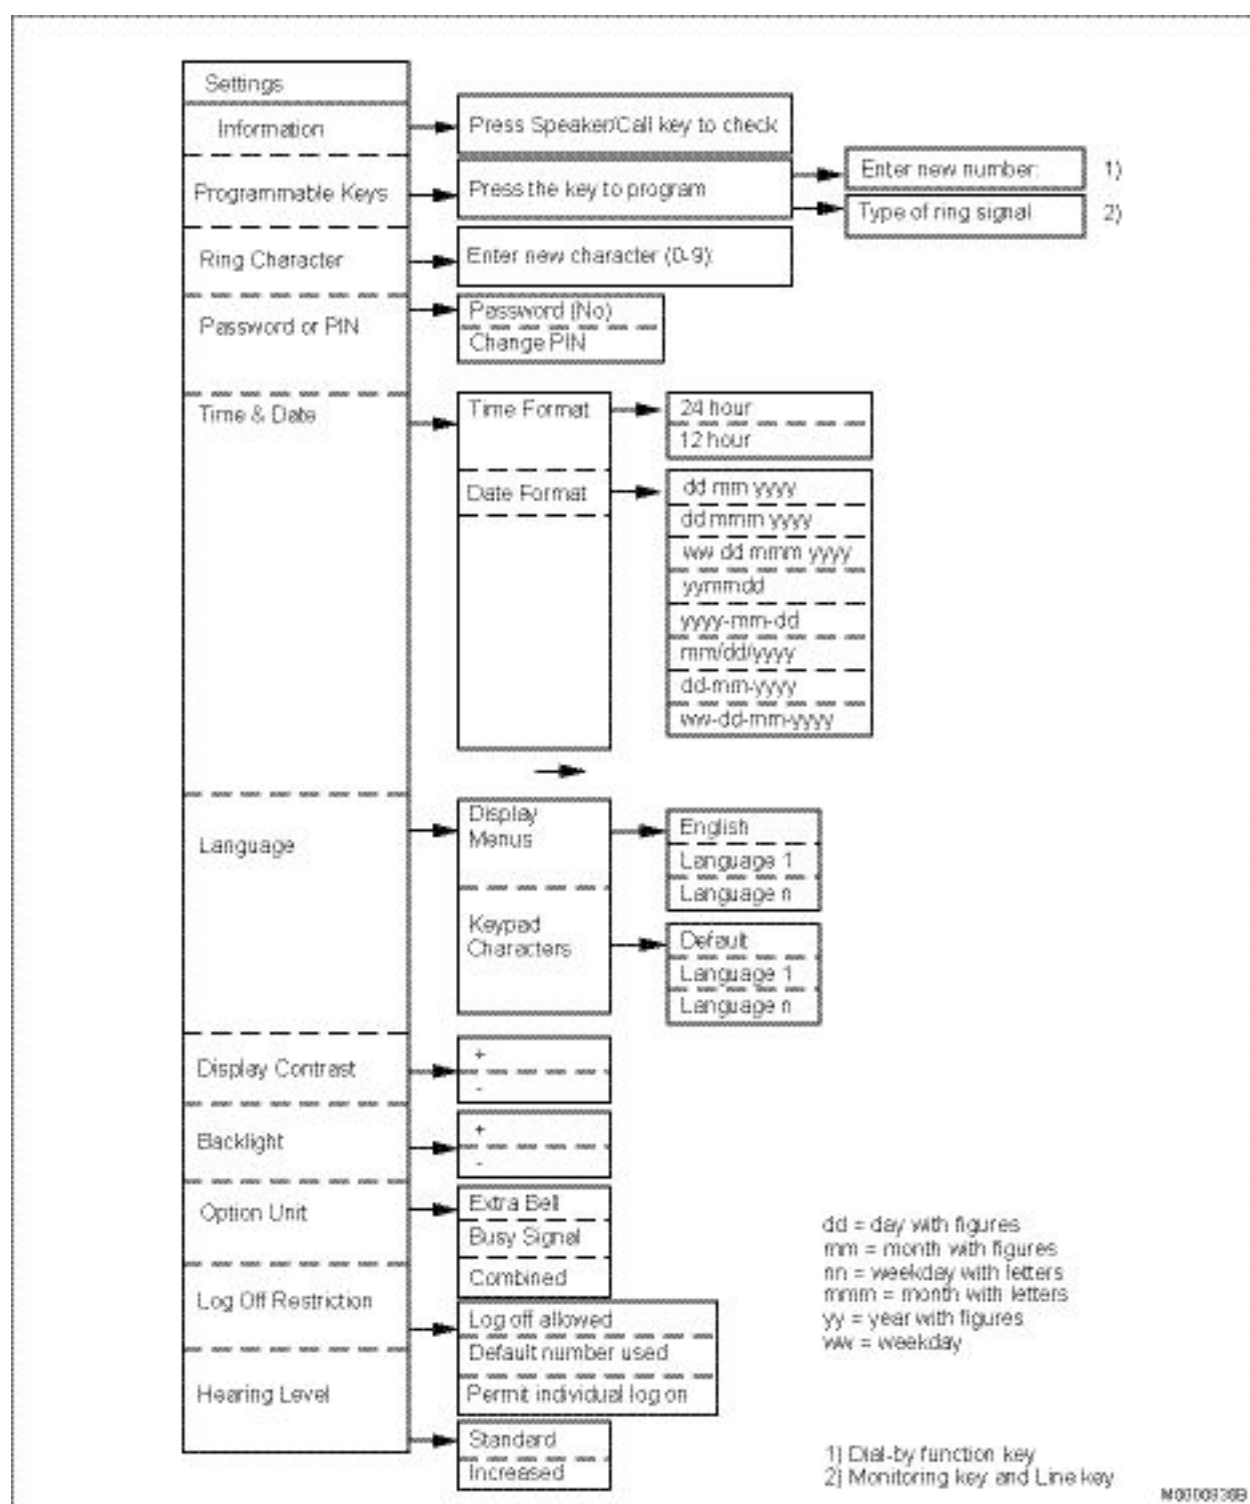 Settings
Information
Press Speaker/Call key to check
Programmable Keys
Press the key to program
Enter new number:
1)
Type of ring signal
2)
Ring Character
Enter new character (0-9):
Password or PIN
Password (No)
Change PIN
Time & Date
Time Format
24 hour
12 hour
Date Format
dd mm yyyy
dd mmm yyyy
ww dd mmm yyyy
yymmdd
yyyy-mm-dd
mm/dd/yyyy
dd-mm-yyyy
ww-dd-mm-yyyy
Language
Display
Menus
English
Language 1
Language n
Keypad
Characters
Default
Language 1
Language n
Display Contrast
+
-
Backlight
+
-
Option Unit
Extra Bell
Busy Signal
Combined
Log Off Restriction
Log off allowed
Default number used
Permit individual log on
Hearing Level
Standard
Increased
dd = day with figures
mm = month with figures
nn = weekday with letters
mmm = month with letters
yy = year with figures
ww = weekday
1) Dial-by function key
2) Monitoring key and Line key
M0000936B